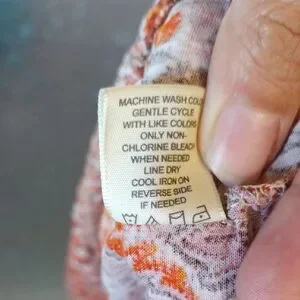 MACHINE WASH COLD
GENTLE CYCLE
WITH LIKE COLORS
ONLY NON-
CHLORINE BLEACH
WHEN NEEDED
LINE DRY
COOL IRON ON
REVERSE SIDE
IF NEEDED